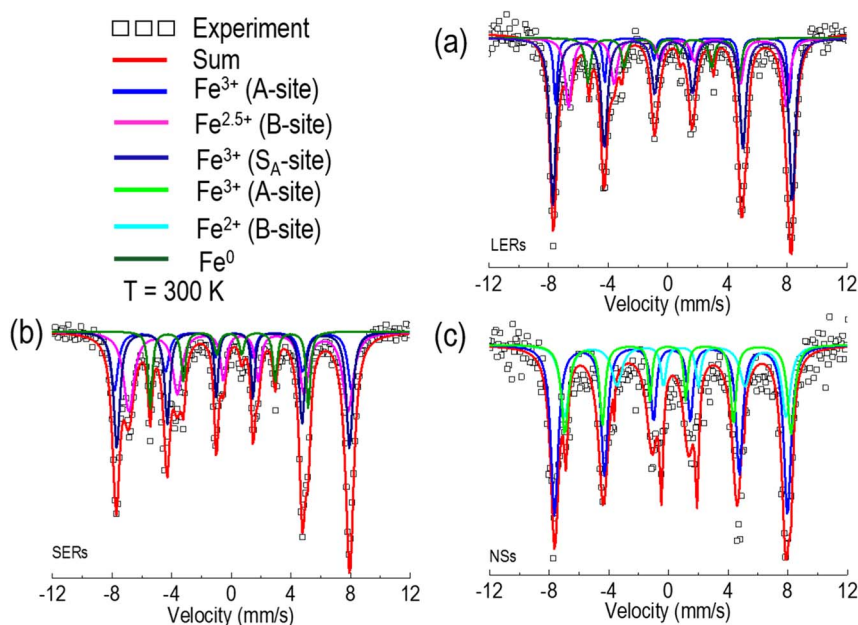 Experiment
Sum
Fe³⁺ (A-site)
Fe²·⁵⁺ (B-site)
Fe³⁺ (S_A-site)
Fe³⁺ (A-site)
Fe²⁺ (B-site)
Fe⁰
T = 300 K
(a)
LERs
-12 -8 -4 0 4 8 12
Velocity (mm/s)
(b)
SERs
-12 -8 -4 0 4 8 12
Velocity (mm/s)
(c)
NSs
-12 -8 -4 0 4 8 12
Velocity (mm/s)